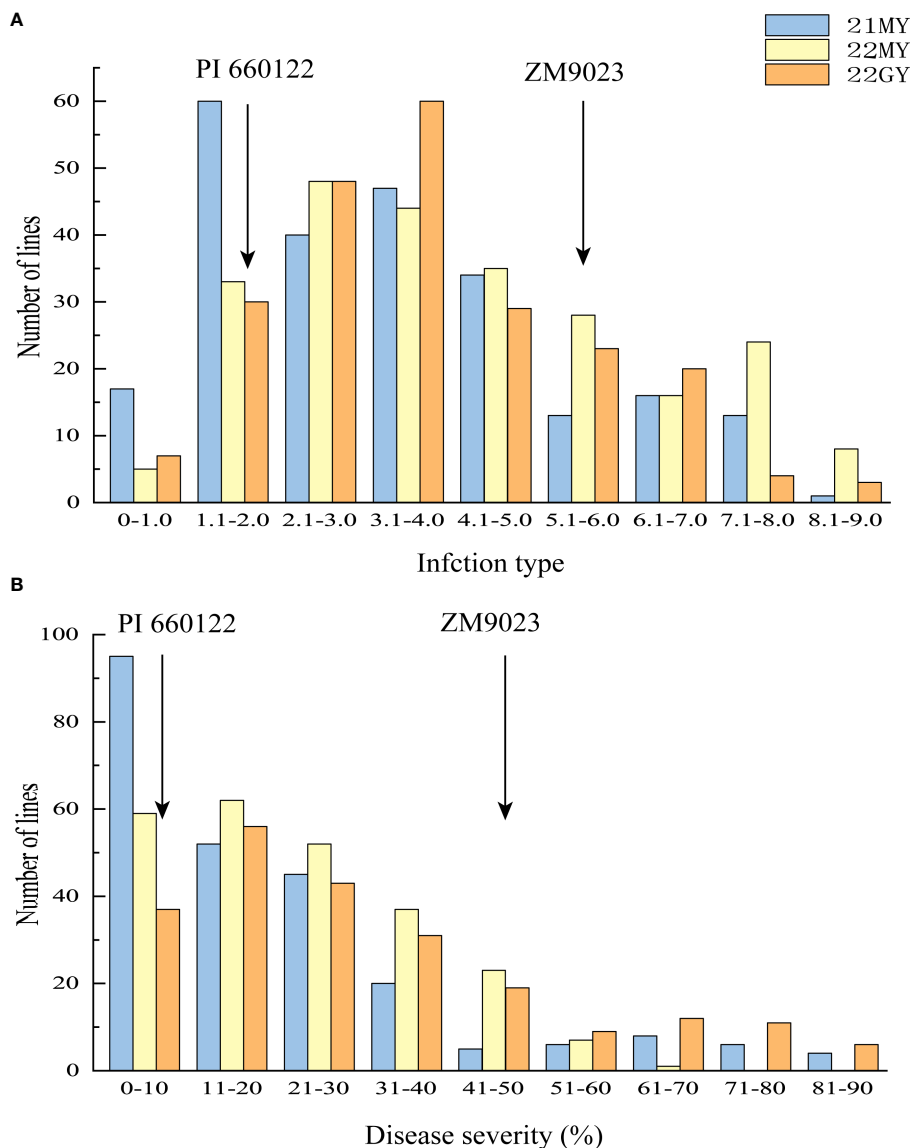 A
21MY
22MY
22GY
PI 660122
ZM9023
60
50
40
30
20
10
0
Number of lines
0-1.0 1.1-2.0 2.1-3.0 3.1-4.0 4.1-5.0 5.1-6.0 6.1-7.0 7.1-8.0 8.1-9.0
Infction type
B
PI 660122
ZM9023
100
80
60
40
20
0
Number of lines
0-10 11-20 21-30 31-40 41-50 51-60 61-70 71-80 81-90
Disease severity (%)